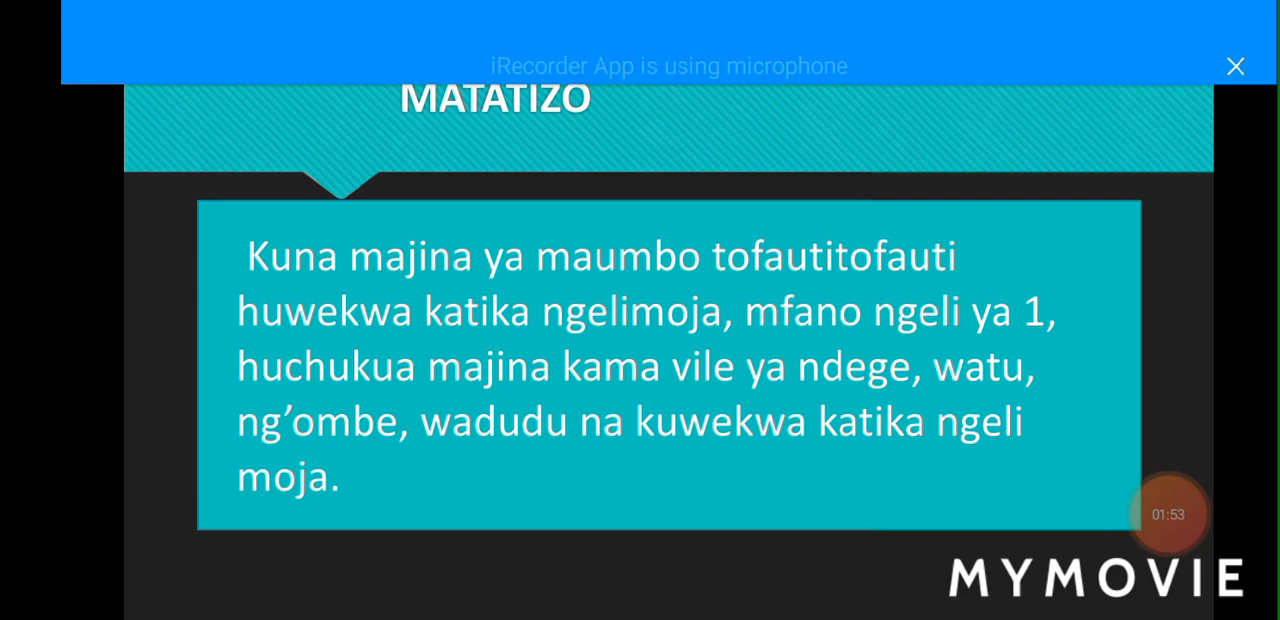 iRecorder App is using microphone
MATATIZO
Kuna majina ya maumbo tofautitofauti
huwekwa katika ngelimoja, mfano ngeli ya 1,
huchukua majina kama vile ya ndege, watu,
ng’ombe, wadudu na kuwekwa katika ngeli
moja.
01:53
MYMOVIE